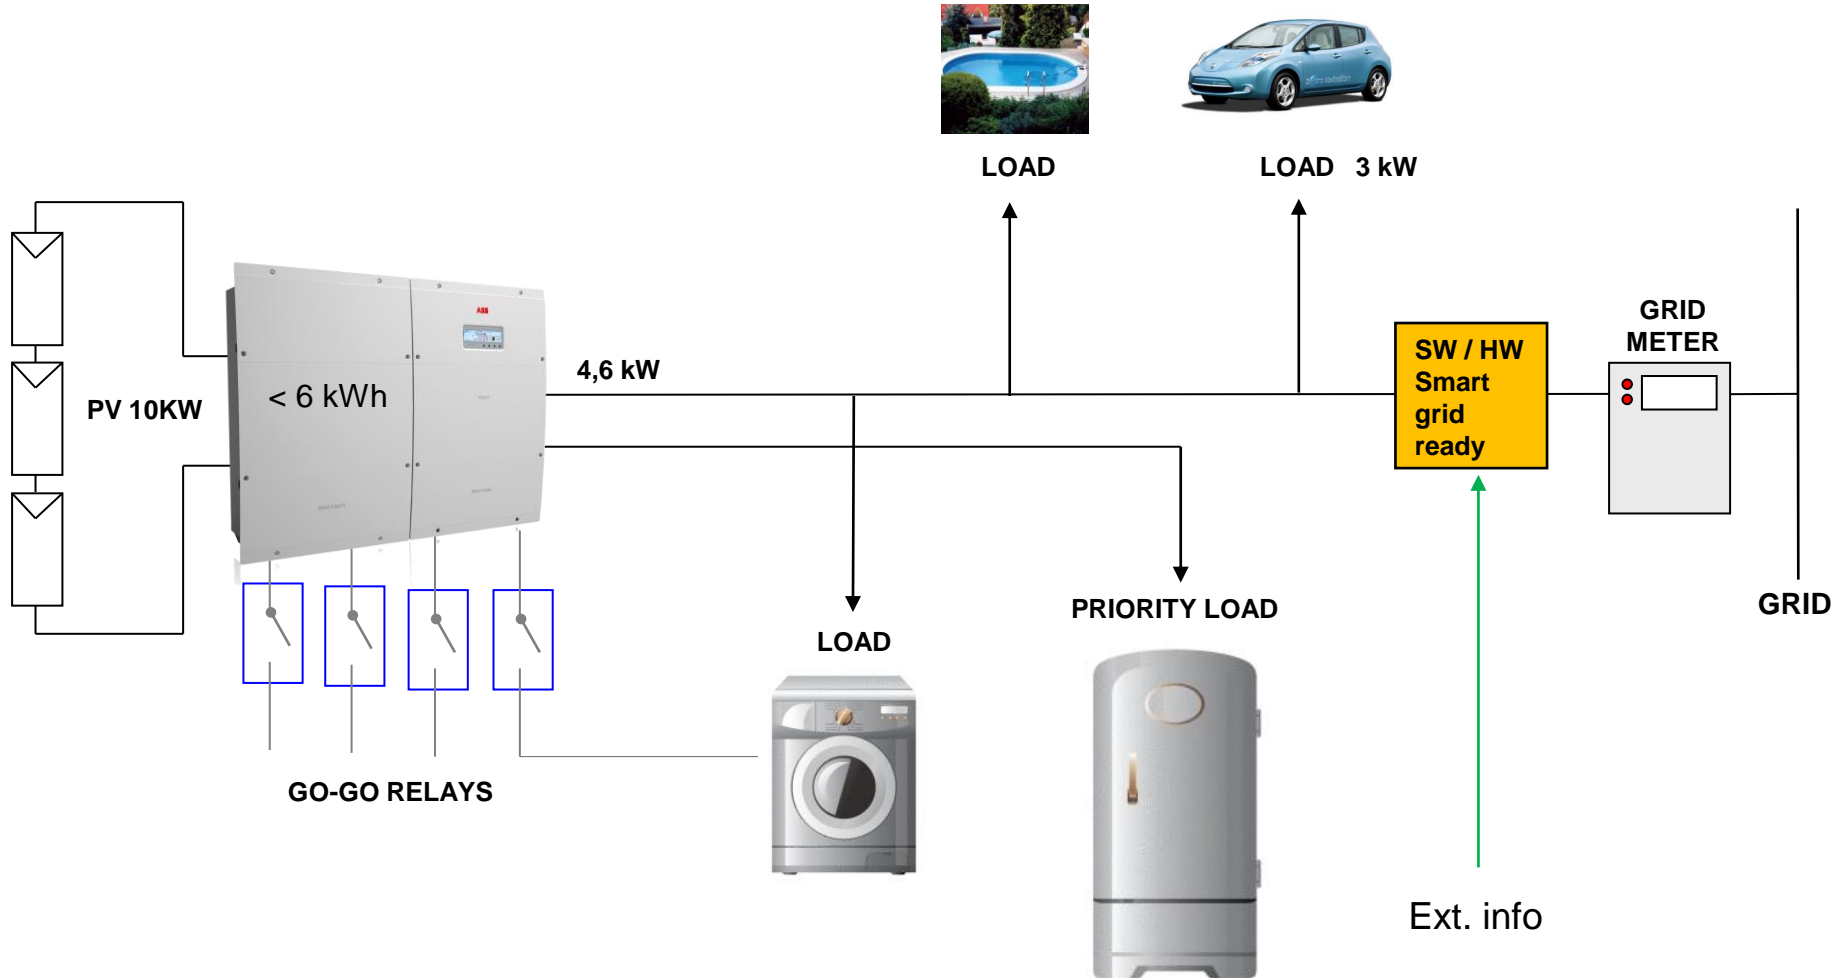 LOAD
LOAD 3 kW
ABB
GRID
METER
4,6 kW
SW / HW
Smart
grid
ready
PV 10KW
< 6 kWh
PRIORITY LOAD
GRID
LOAD
GO-GO RELAYS
Ext. info